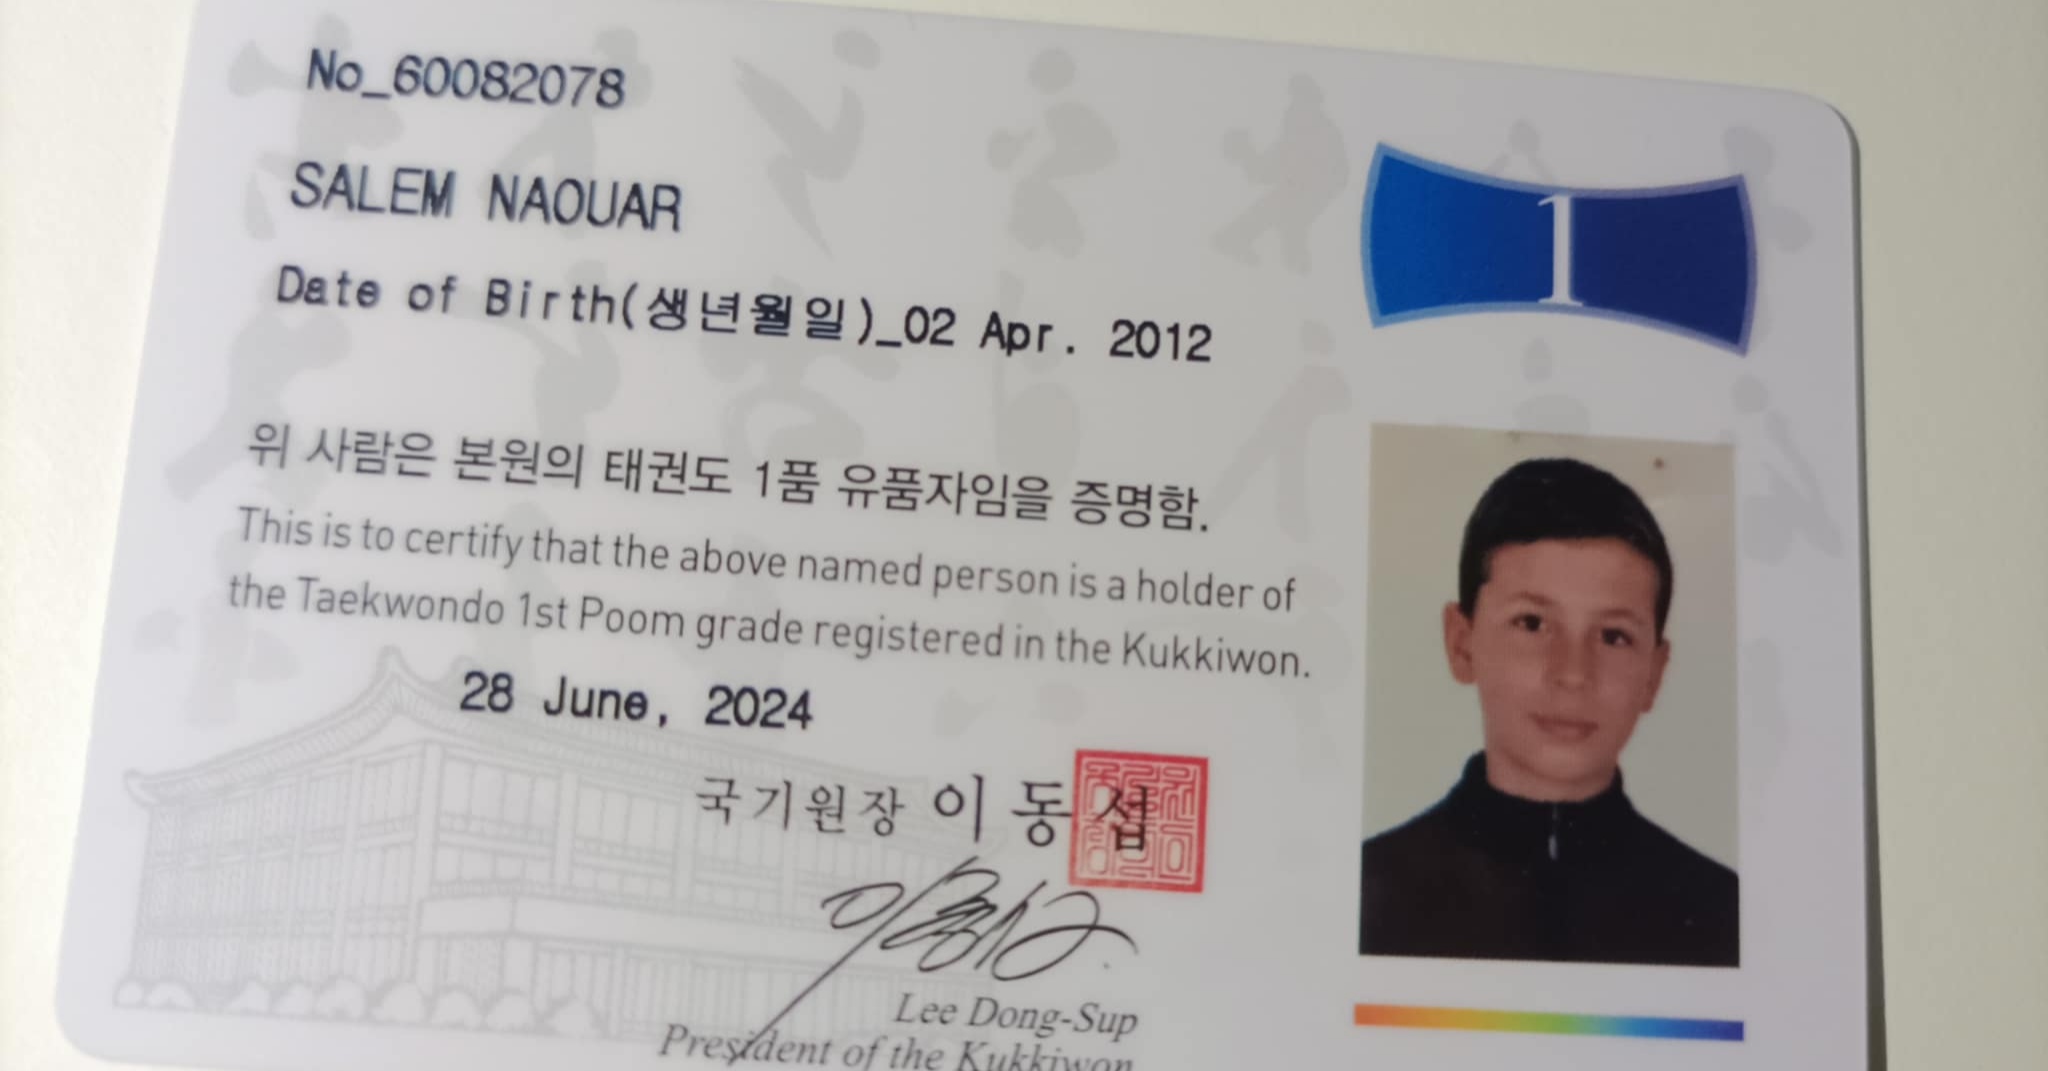 No_60082078
SALEM NAOUAR
Date of Birth(생년월일)_02 Apr. 2012
1
위 사람은 본원의 태권도 1품 유품자임을 증명함.
This is to certify that the above named person is a holder of
the Taekwondo 1st Poom grade registered in the Kukkiwon.
28 June, 2024
국기원장 이동섭
Lee Dong-Sup
President of the Kukkiwon